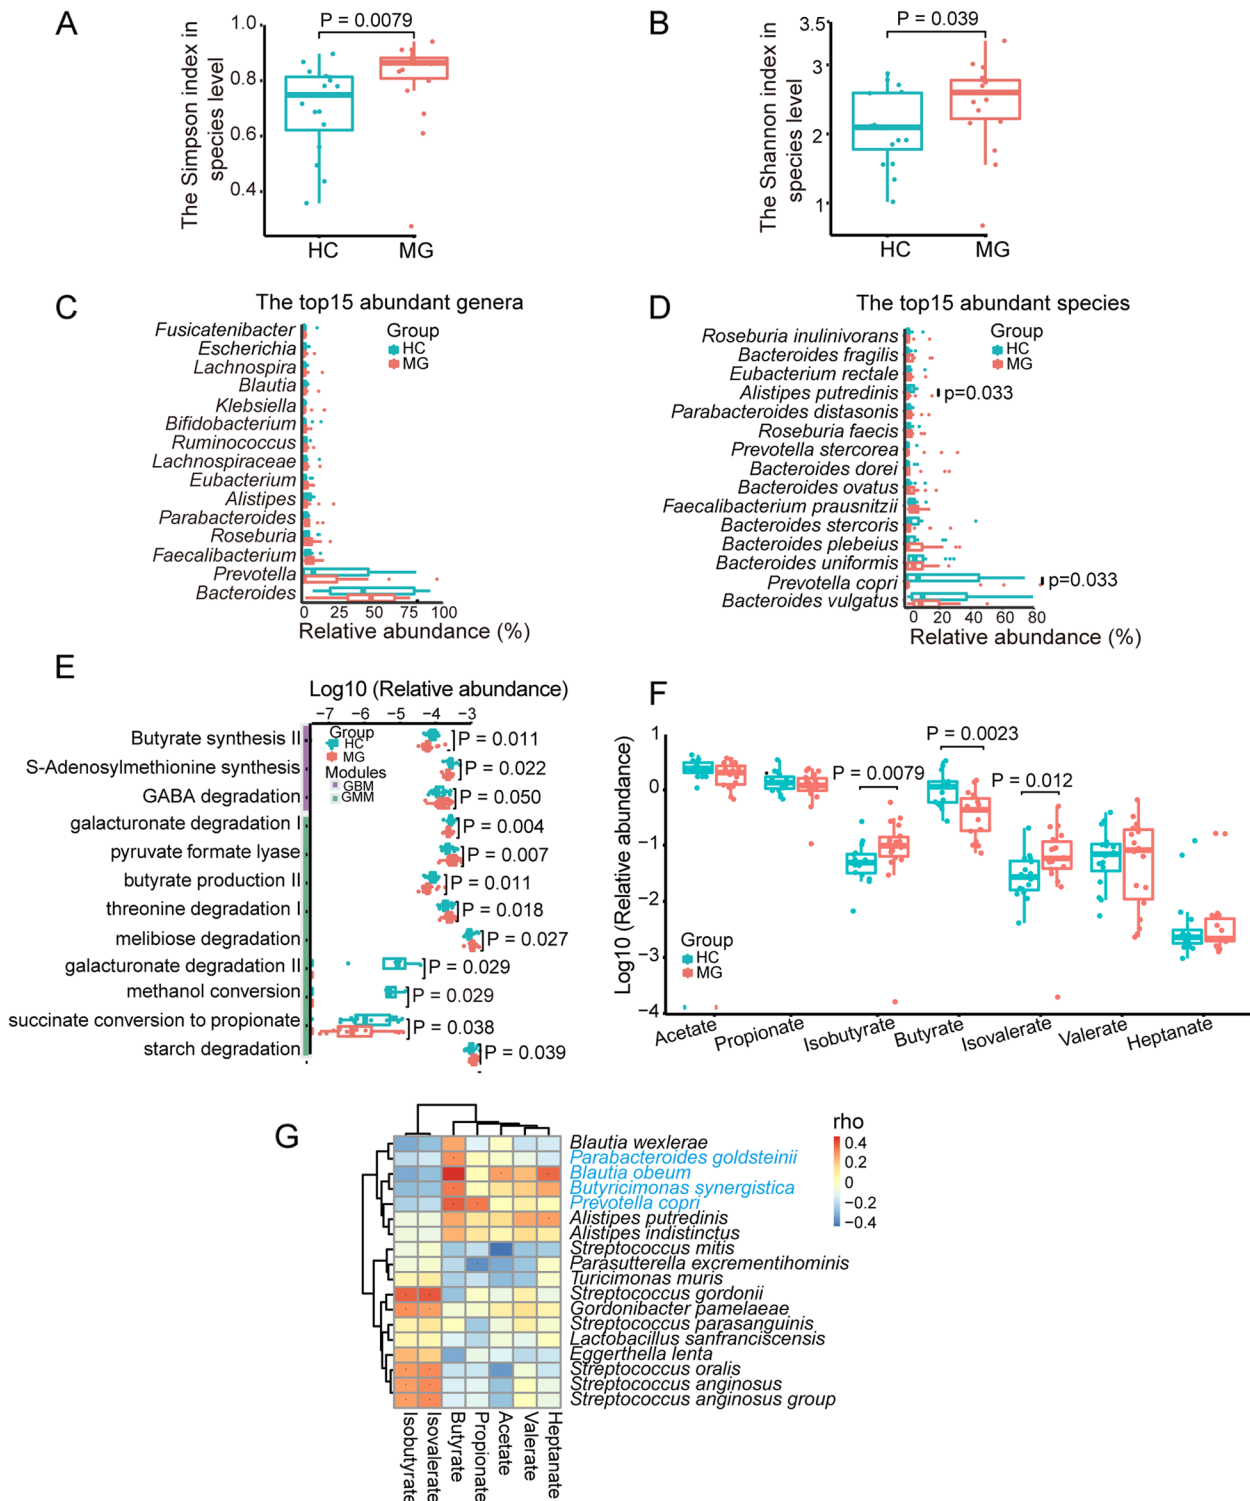 A
P = 0.0079
The Simpson index in
species level
1.0
0.8
0.6
0.4
HC
MG
B
P = 0.039
The Shannon index in
species level
3.5
3
2
1
HC
MG
C
The top15 abundant genera
Group
HC
MG
Fusicatenibacter
Escherichia
Lachnospira
Blautia
Klebsiella
Bifidobacterium
Ruminococcus
Lachnospiraceae
Eubacterium
Alistipes
Parabacteroides
Roseburia
Faecalibacterium
Prevotella
Bacteroides
0 25 50 75 100
Relative abundance (%)
D
The top15 abundant species
Group
HC
MG
Roseburia inulinivorans
Bacteroides fragilis
Eubacterium rectale
Alistipes putredinis
p=0.033
Parabacteroides distasonis
Roseburia faecis
Prevotella stercorea
Bacteroides dorei
Bacteroides ovatus
Faecalibacterium prausnitzii
Bacteroides stercoris
Bacteroides plebeius
Bacteroides uniformis
Prevotella copri
p=0.033
Bacteroides vulgatus
0 20 40 60 80
Relative abundance (%)
E
Log10 (Relative abundance)
−7 −6 −5 −4 −3
Group
HC
MG
Modules
GBM
GMM
Butyrate synthesis II
P = 0.011
S-Adenosylmethionine synthesis
P = 0.022
GABA degradation
P = 0.050
galacturonate degradation I
P = 0.004
pyruvate formate lyase
P = 0.007
butyrate production II
P = 0.011
threonine degradation I
P = 0.018
melibiose degradation
P = 0.027
galacturonate degradation II
P = 0.029
methanol conversion
P = 0.029
succinate conversion to propionate
P = 0.038
starch degradation
P = 0.039
F
Log10 (Relative abundance)
1
0
−1
−2
−3
−4
P = 0.0079
P = 0.0023
P = 0.012
Group
HC
MG
Acetate
Propionate
Isobutyrate
Butyrate
Isovalerate
Valerate
Heptanate
G
rho
0.4
0.2
0
−0.2
−0.4
Blautia wexlerae
Parabacteroides goldsteinii
Blautia obeum
Butyricimonas synergistica
Prevotella copri
Alistipes putredinis
Alistipes indistinctus
Streptococcus mitis
Parasutterella excrementihominis
Turicimonas muris
Streptococcus gordonii
Gordonibacter pamelaeae
Streptococcus parasanguinis
Lactobacillus sanfranciscensis
Eggerthella lenta
Streptococcus oralis
Streptococcus anginosus
Streptococcus anginosus group
Isobutyrate
Isovalerate
Butyrate
Propionate
Acetate
Valerate
Heptanate